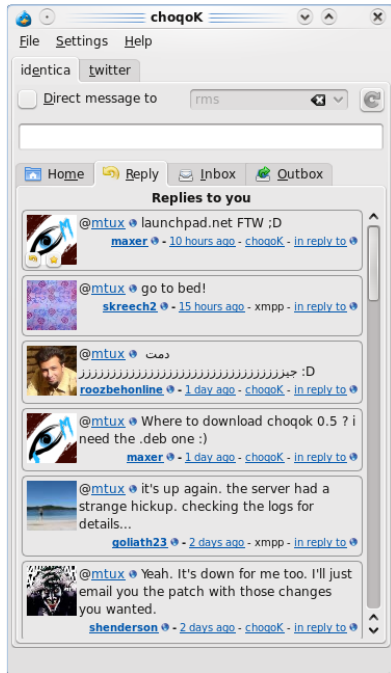 choqoK
File Settings Help
identica twitter
Direct message to rms
Home Reply Inbox Outbox
Replies to you
@mtux launchpad.net FTW ;D
maxer - 10 hours ago - choqoK - in reply to
@mtux go to bed!
skreech2 - 15 hours ago - xmpp - in reply to
@mtux دمت
:D
roozbehonline - 1 day ago - choqoK - in reply to
@mtux Where to download choqok 0.5 ? i
need the .deb one :)
maxer - 1 day ago - choqoK - in reply to
@mtux it's up again. the server had a
strange hickup. checking the logs for
details...
goliath23 - 2 days ago - xmpp - in reply to
@mtux Yeah. It's down for me too. I'll just
email you the patch with those changes
you wanted.
shenderson - 2 days ago - choqoK - in reply to